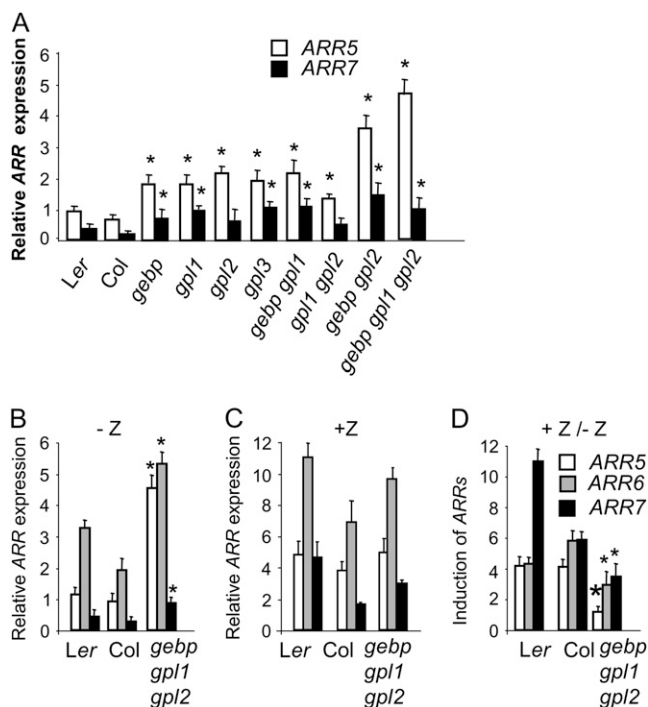 A
Relative ARR expression
6
5
4
3
2
1
0
ARR5
ARR7
* * * * * * * * * * * * * *
Ler
Col
gebp
gpl1
gpl2
gpl3
gebp gpl1
gpl1 gpl2
gebp gpl2
gebp gpl1 gpl2
B
- Z
Relative ARR expression
6
5
4
3
2
1
0
* * *
Ler Col gebp
gpl1
gpl2
C
+Z
Relative ARR expression
12
10
8
6
4
2
0
Ler Col gebp
gpl1
gpl2
D
+ Z /- Z
Induction of ARRs
12
10
8
6
4
2
0
ARR5
ARR6
ARR7
* * *
Ler Col gebp
gpl1
gpl2